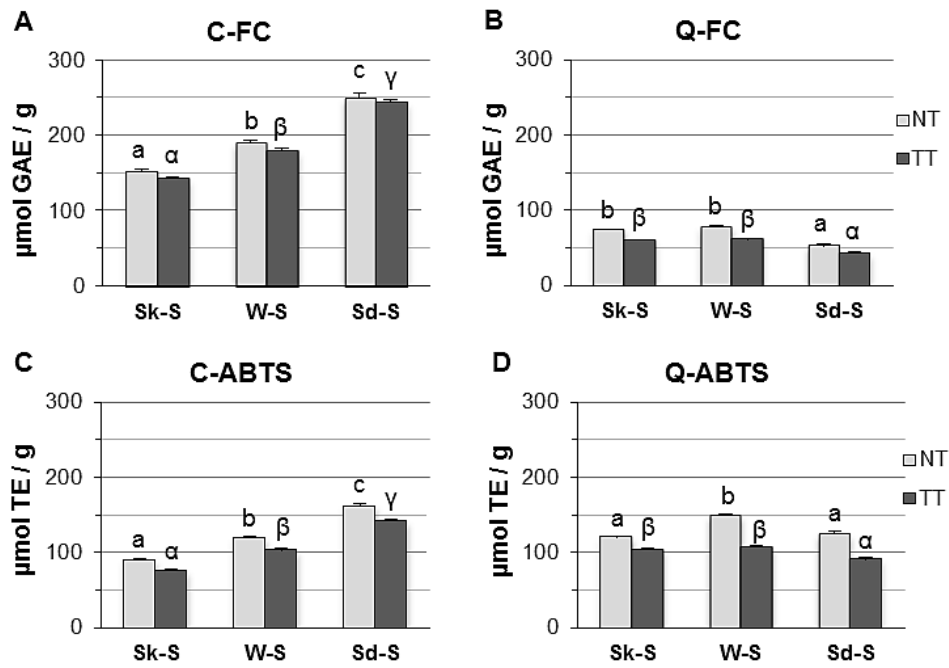 A
C-FC
300
200
100
0
µmol GAE / g
a α b β c γ
Sk-S W-S Sd-S
B
Q-FC
300
200
100
0
µmol GAE / g
b β b β a α
Sk-S W-S Sd-S
NT
TT
C
C-ABTS
300
200
100
0
µmol TE / g
a α b β c γ
Sk-S W-S Sd-S
D
Q-ABTS
300
200
100
0
µmol TE / g
a β b β a α
Sk-S W-S Sd-S
NT
TT